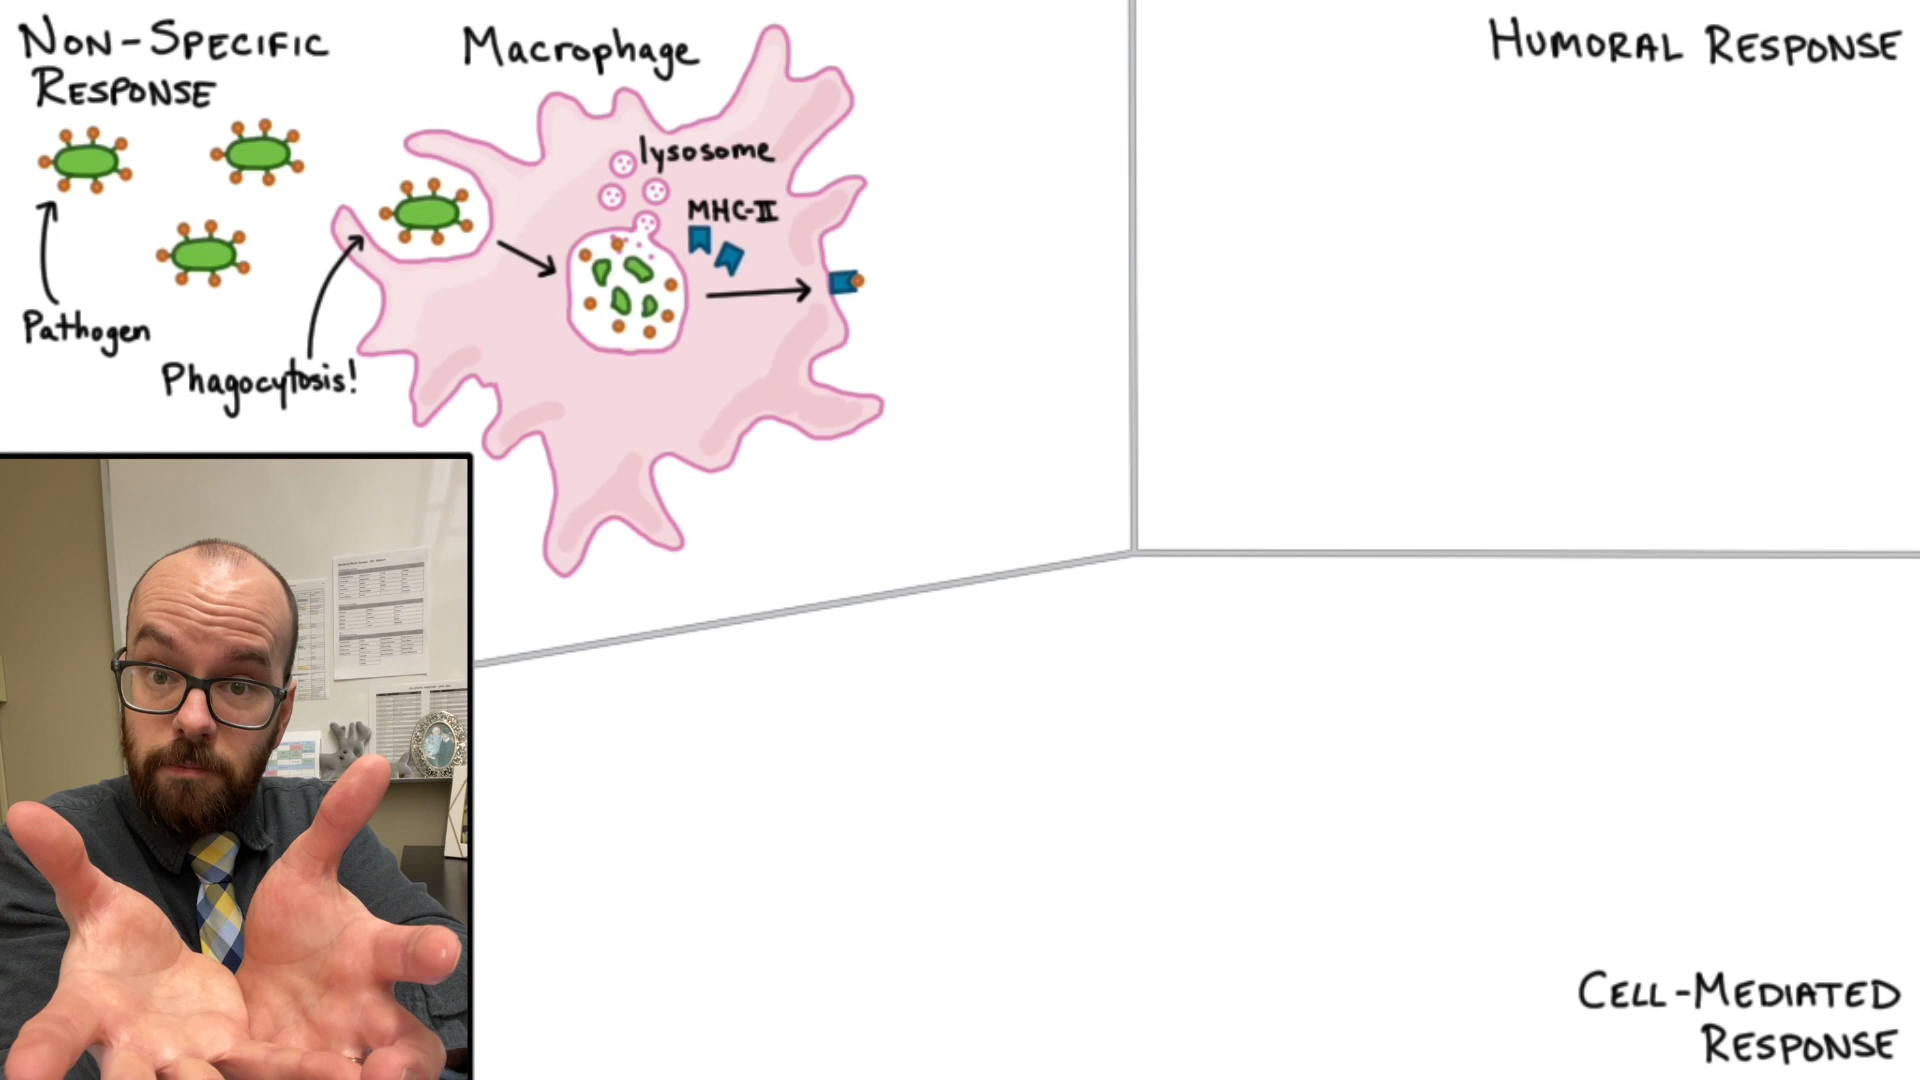 NON-SPECIFIC
RESPONSE
Macrophage
lysosome
MHC-II
Pathogen
Phagocytosis!
HUMORAL RESPONSE
CELL-MEDIATED
RESPONSE